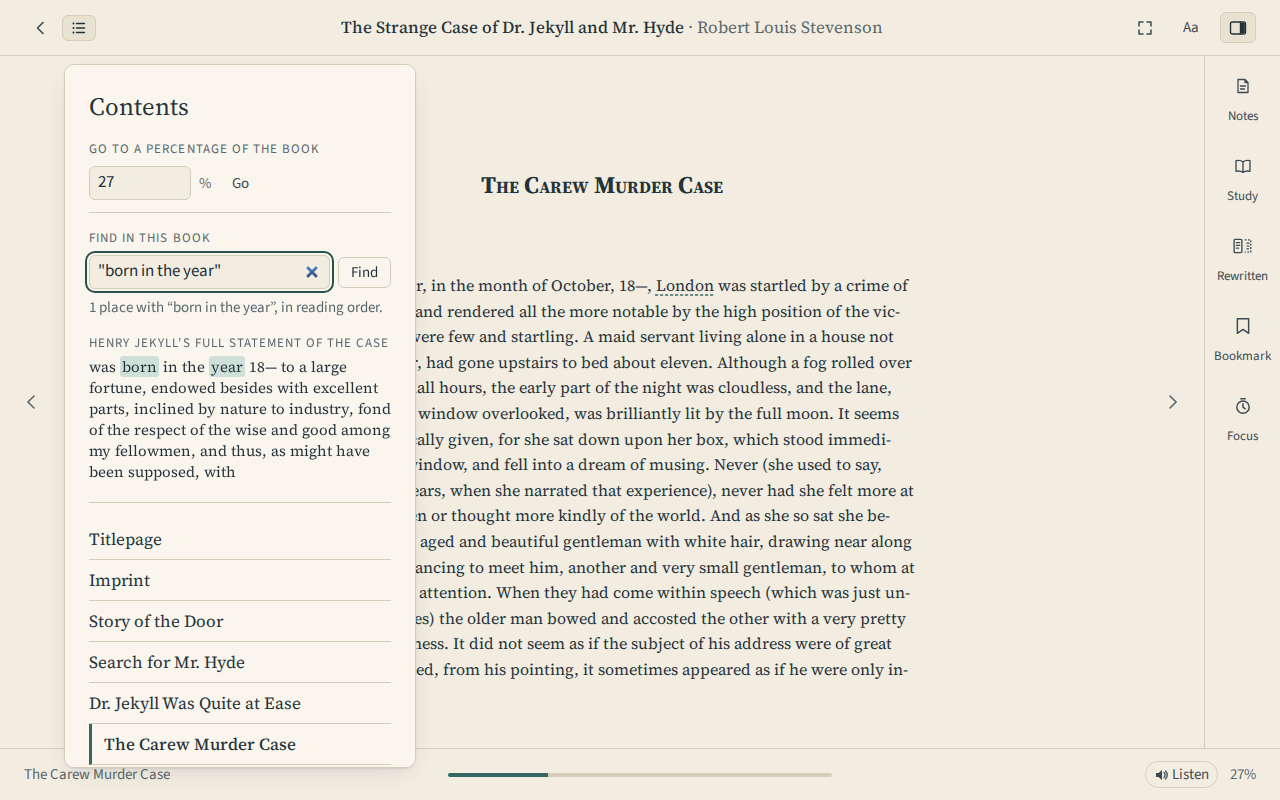 The Strange Case of Dr. Jekyll and Mr. Hyde · Robert Louis Stevenson
Aa
Contents
GO TO A PERCENTAGE OF THE BOOK
27 % Go
FIND IN THIS BOOK
"born in the year" Find
1 place with “born in the year”, in reading order.
HENRY JEKYLL’S FULL STATEMENT OF THE CASE
was born in the year 18— to a large
fortune, endowed besides with excellent
parts, inclined by nature to industry, fond
of the respect of the wise and good among
my fellowmen, and thus, as might have
been supposed, with
Titlepage
Imprint
Story of the Door
Search for Mr. Hyde
Dr. Jekyll Was Quite at Ease
The Carew Murder Case
The Carew Murder Case
r, in the month of October, 18—, London was startled by a crime of
and rendered all the more notable by the high position of the vic-
were few and startling. A maid servant living alone in a house not
r, had gone upstairs to bed about eleven. Although a fog rolled over
all hours, the early part of the night was cloudless, and the lane,
window overlooked, was brilliantly lit by the full moon. It seems
cally given, for she sat down upon her box, which stood immedi-
window, and fell into a dream of musing. Never (she used to say,
ears, when she narrated that experience), never had she felt more at
en or thought more kindly of the world. And as she so sat she be-
aged and beautiful gentleman with white hair, drawing near along
ancing to meet him, another and very small gentleman, to whom at
attention. When they had come within speech (which was just un-
es) the older man bowed and accosted the other with a very pretty
ness. It did not seem as if the subject of his address were of great
ed, from his pointing, it sometimes appeared as if he were only in-
Notes
Study
Rewritten
Bookmark
Focus
The Carew Murder Case
Listen 27%